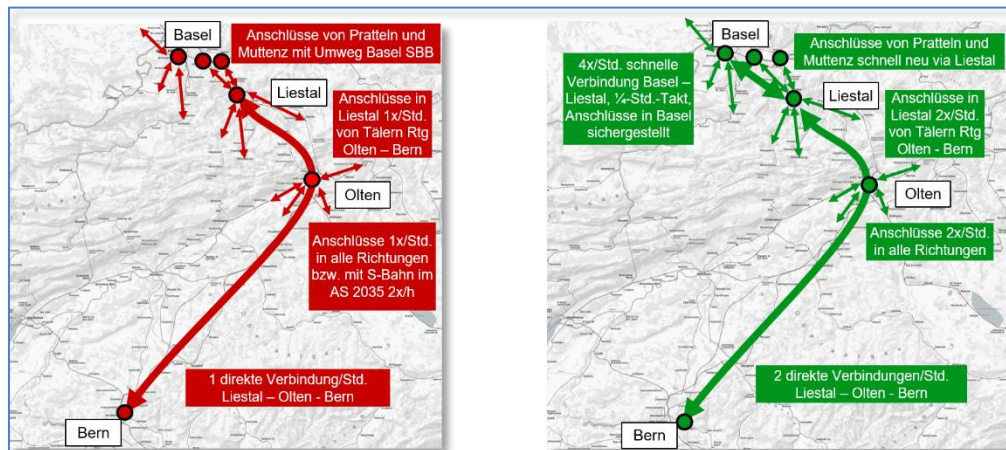 Basel
Anschlüsse von Pratteln und
Muttenz mit Umweg Basel SBB
Liestal
Anschlüsse in
Liestal 1x/Std.
von Tälern Rtg
Olten – Bern
Olten
Anschlüsse 1x/Std.
in alle Richtungen
bzw. mit S-Bahn im
AS 2035 2x/h
1 direkte Verbindung/Std.
Liestal – Olten - Bern
Bern
Basel
Anschlüsse von Pratteln und
Muttenz schnell neu via Liestal
4x/Std. schnelle
Verbindung Basel –
Liestal, ¼-Std.-Takt,
Anschlüsse in Basel
sichergestellt
Liestal
Anschlüsse in
Liestal 2x/Std.
von Tälern Rtg
Olten - Bern
Olten
Anschlüsse 2x/Std.
in alle Richtungen
2 direkte Verbindungen/Std.
Liestal – Olten - Bern
Bern